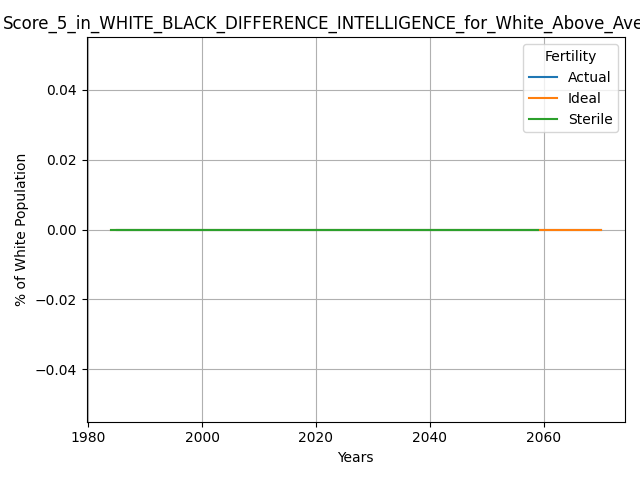 Score_5_in_WHITE_BLACK_DIFFERENCE_INTELLIGENCE_for_White_Above_Ave
Fertility
Actual
Ideal
Sterile
0.04
0.02
0.00
−0.02
−0.04
% of White Population
1980 2000 2020 2040 2060
Years